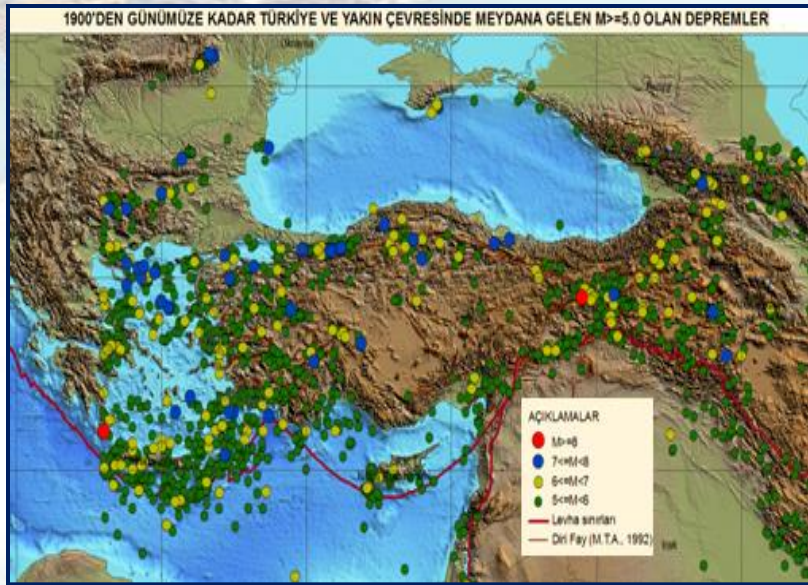 1900'DEN GÜNÜMÜZE KADAR TÜRKİYE VE YAKIN ÇEVRESİNDE MEYDANA GELEN M>=5.0 OLAN DEPREMLER
AÇIKLAMALAR
M>=8
7<=M<8
6<=M<7
5<=M<6
Levha sınırları
Diri Fay (M.T.A., 1992)
Irak